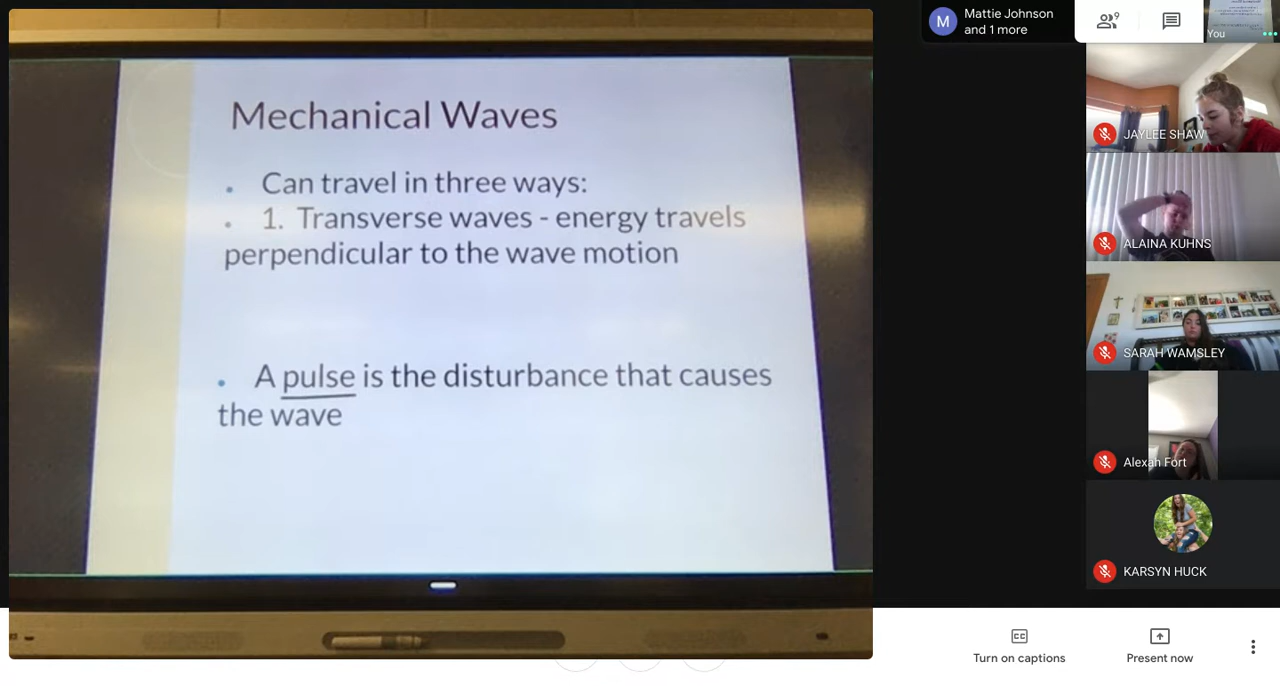 Mechanical Waves
• Can travel in three ways:
• 1. Transverse waves - energy travels
perpendicular to the wave motion
• A pulse is the disturbance that causes
the wave
M
Mattie Johnson
and 1 more
9
You
JAYLEE SHAW
ALAINA KUHNS
SARAH WAMSLEY
Alexah Fort
KARSYN HUCK
CC
Turn on captions
Present now